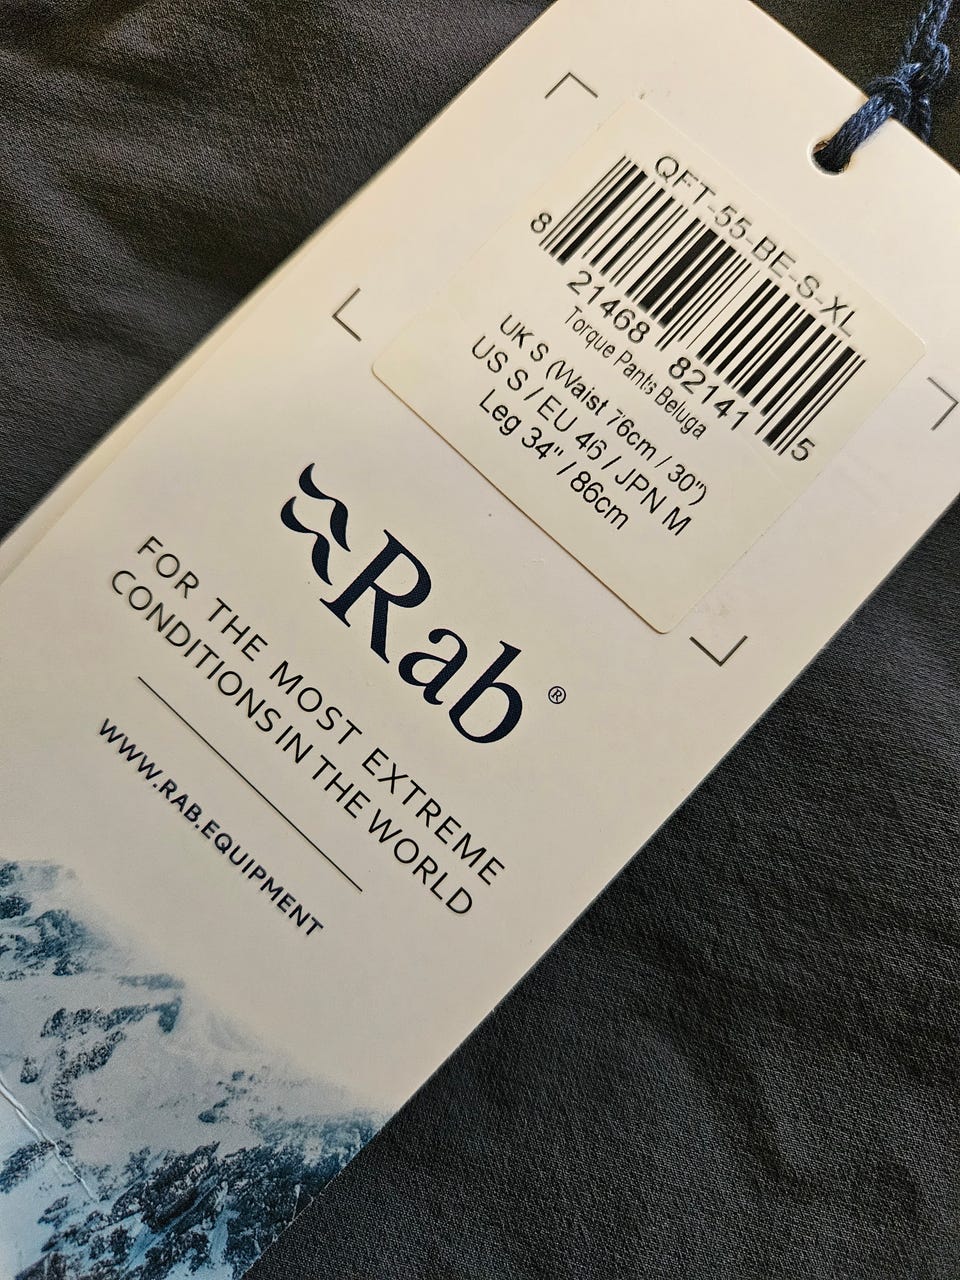 QFT-55-BE-S-XL
8 21468 82141 5
Torque Pants Beluga
UK S (Waist 76cm / 30")
US S / EU 46 / JPN M
Leg 34" / 86cm
Rab®
FOR THE MOST EXTREME
CONDITIONS IN THE WORLD
WWW.RAB.EQUIPMENT